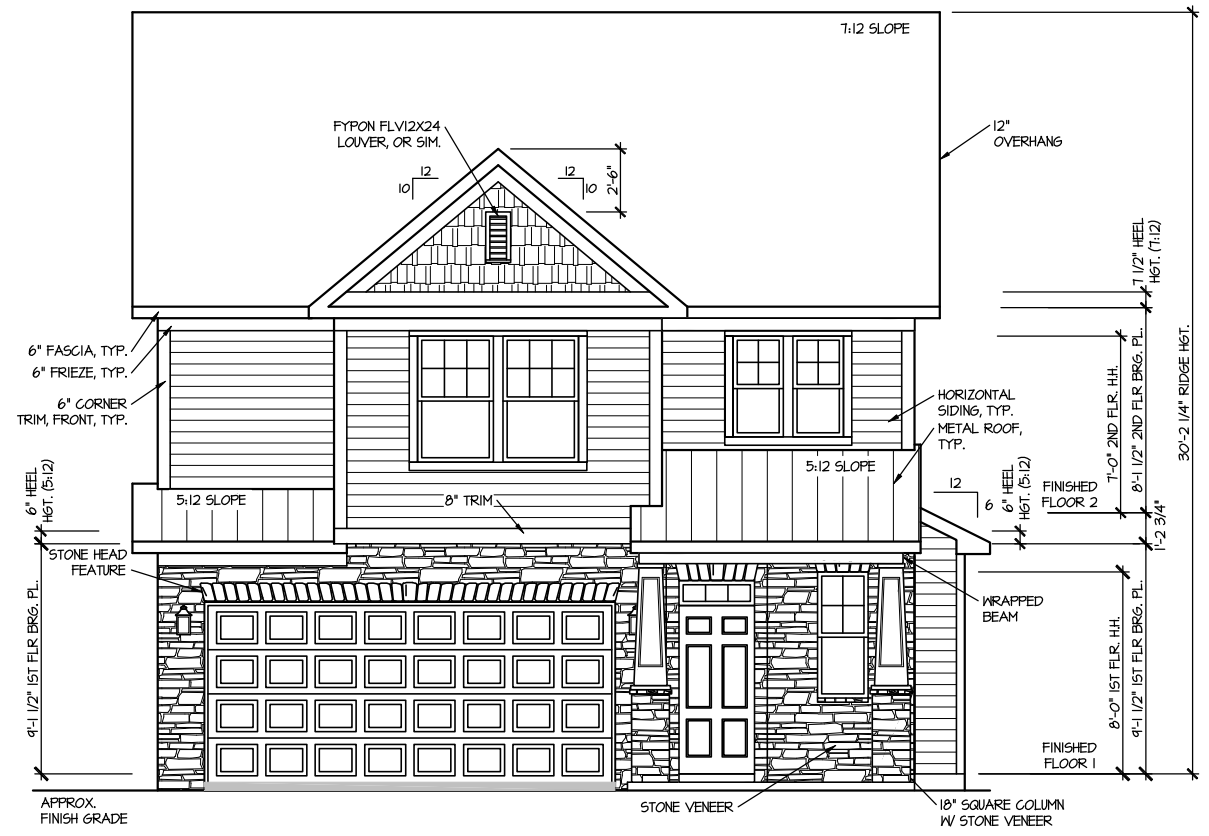 7:12 SLOPE
FYPON FLV12X24
LOUVER, OR SIM.
12"
OVERHANG
12
10
12
10
2'-6"
7 1/2" HEEL
HGT. (7:12)
6" FASCIA, TYP.
6" FRIEZE, TYP.
6" CORNER
TRIM, FRONT, TYP.
HORIZONTAL
SIDING, TYP.
METAL ROOF,
TYP.
7'-0" 2ND FLR. H.H.
8'-1 1/2" 2ND FLR BRG. PL.
30'-2 1/4" RIDGE HGT.
6" HEEL
HGT. (5:12)
5:12 SLOPE
8" TRIM
5:12 SLOPE
12
6
6" HEEL
HGT. (5:12)
FINISHED
FLOOR 2
1'-2 3/4"
STONE HEAD
FEATURE
9'-1 1/2" 1ST FLR BRG. PL.
WRAPPED
BEAM
8'-0" 1ST FLR. H.H.
9'-1 1/2" 1ST FLR BRG. PL.
FINISHED
FLOOR 1
APPROX.
FINISH GRADE
STONE VENEER
18" SQUARE COLUMN
W/ STONE VENEER